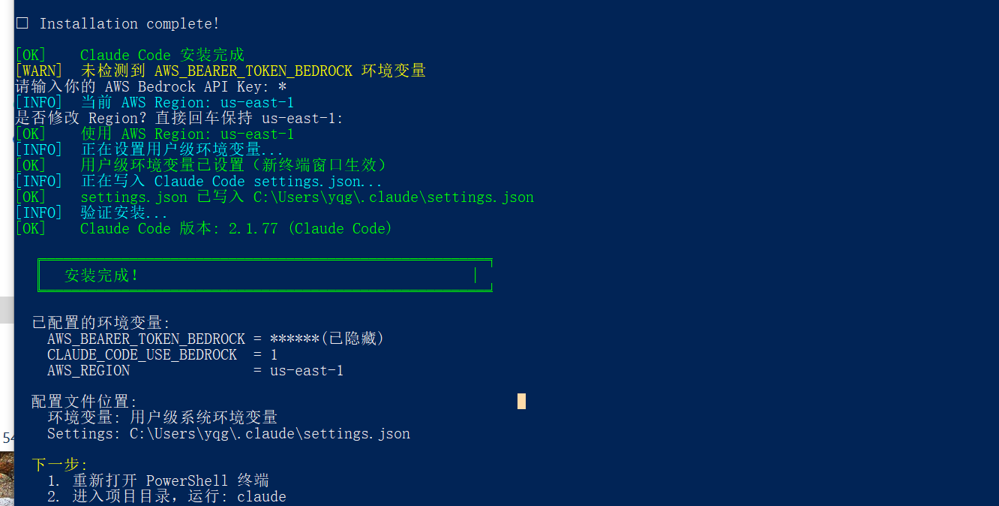 □ Installation complete!
[OK] Claude Code 安装完成
[WARN] 未检测到 AWS_BEARER_TOKEN_BEDROCK 环境变量
请输入你的 AWS Bedrock API Key: *
[INFO] 当前 AWS Region: us-east-1
是否修改 Region？直接回车保持 us-east-1:
[OK] 使用 AWS Region: us-east-1
[INFO] 正在设置用户级环境变量...
[OK] 用户级环境变量已设置（新终端窗口生效）
[INFO] 正在写入 Claude Code settings.json...
[OK] settings.json 已写入 C:\Users\yqg\.claude\settings.json
[INFO] 验证安装...
[OK] Claude Code 版本: 2.1.77 (Claude Code)
安装完成！
已配置的环境变量:
AWS_BEARER_TOKEN_BEDROCK = ******(已隐藏)
CLAUDE_CODE_USE_BEDROCK = 1
AWS_REGION = us-east-1
配置文件位置:
环境变量: 用户级系统环境变量
Settings: C:\Users\yqg\.claude\settings.json
54
下一步:
1. 重新打开 PowerShell 终端
2. 进入项目目录，运行: claude